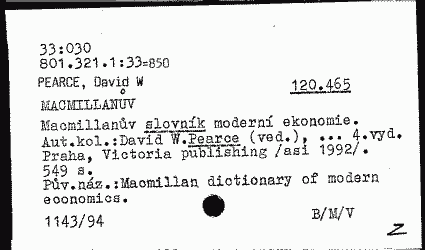 33:030
801.321.1:33=850
PEARCE, David W
120.465
MACMILLANŮV
Macmillanův slovník moderní ekonomie.
Aut.kol.:David W.Pearce (ved.), ... 4.vyd.
Praha, Victoria publishing /asi 1992/.
549 s.
Pův.náz.:Macmillan dictionary of modern
economics.
1143/94
B/M/V
Z